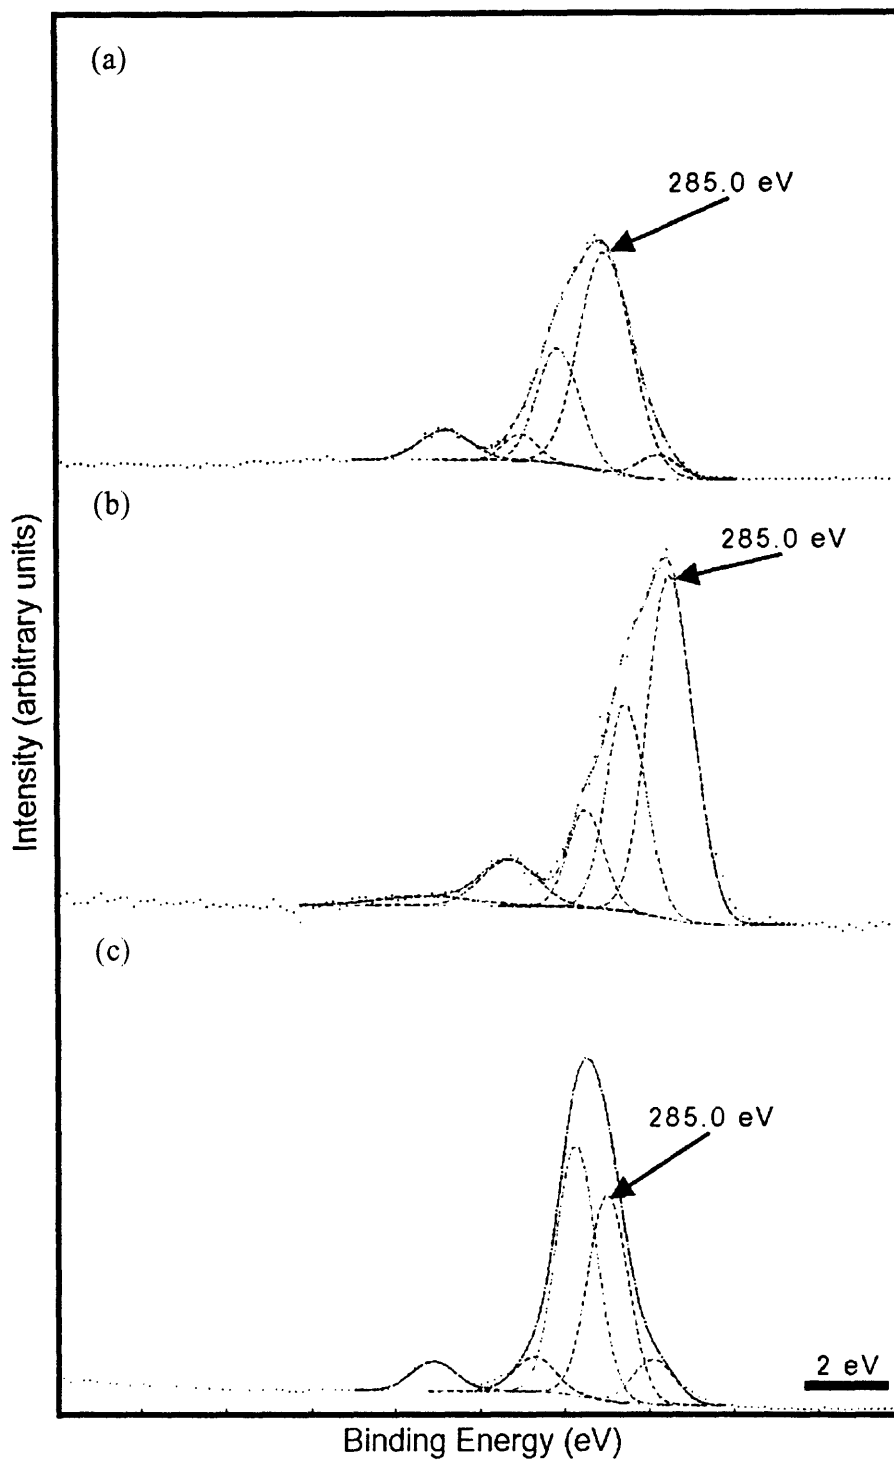 (a)
285.0 eV
(b)
285.0 eV
Intensity (arbitrary units)
(c)
285.0 eV
2 eV
Binding Energy (eV)